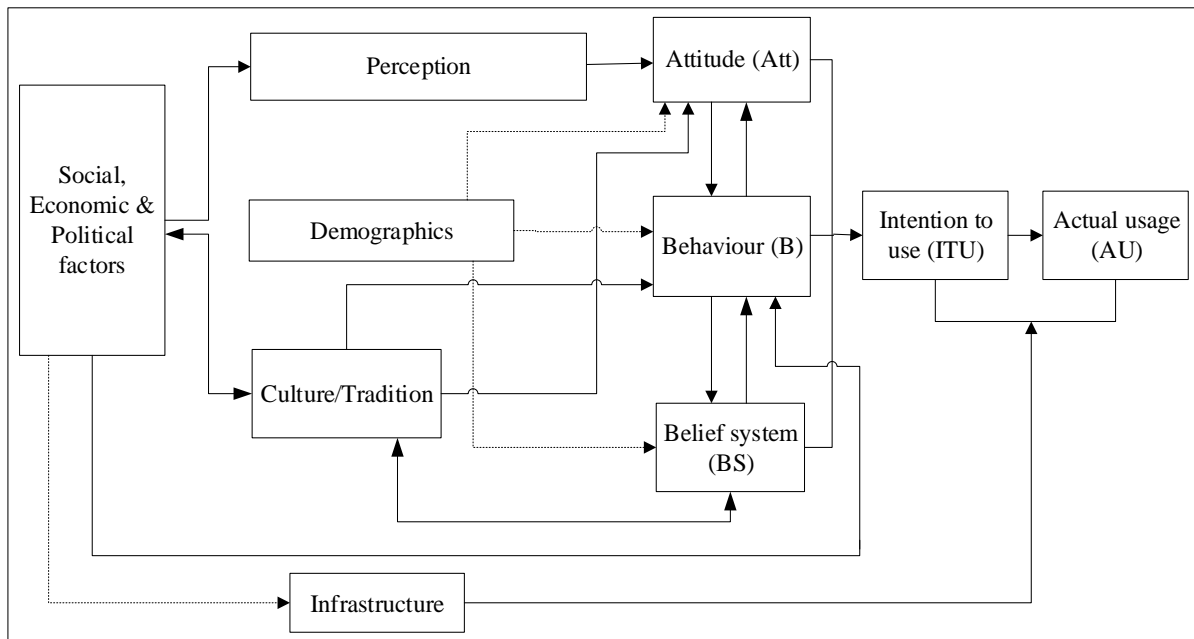 Perception
Attitude (Att)
Social,
Economic &
Political
factors
Demographics
Behaviour (B)
Intention to
use (ITU)
Actual usage
(AU)
Culture/Tradition
Belief system
(BS)
Infrastructure